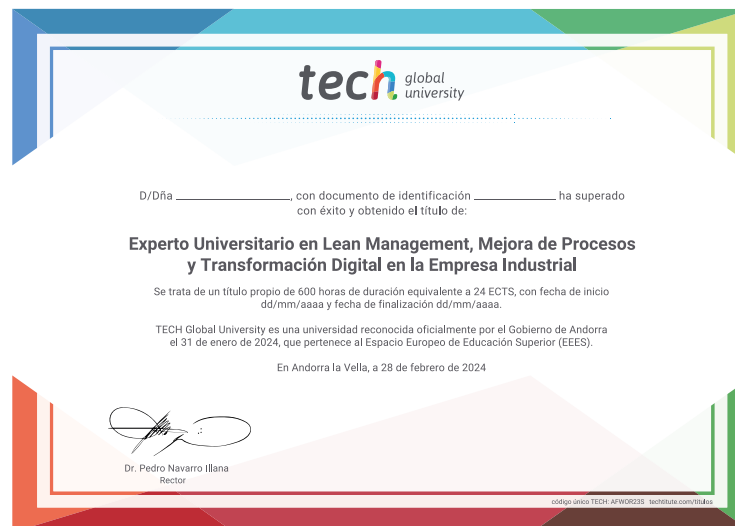 tech global
university
D/Dña ________________, con documento de identificación ____________ ha superado
con éxito y obtenido el título de:
Experto Universitario en Lean Management, Mejora de Procesos
y Transformación Digital en la Empresa Industrial
Se trata de un título propio de 600 horas de duración equivalente a 24 ECTS, con fecha de inicio
dd/mm/aaaa y fecha de finalización dd/mm/aaaa.
TECH Global University es una universidad reconocida oficialmente por el Gobierno de Andorra
el 31 de enero de 2024, que pertenece al Espacio Europeo de Educación Superior (EEES).
En Andorra la Vella, a 28 de febrero de 2024
Dr. Pedro Navarro Illana
Rector
código único TECH: AFWOR23S techtitute.com/titulos